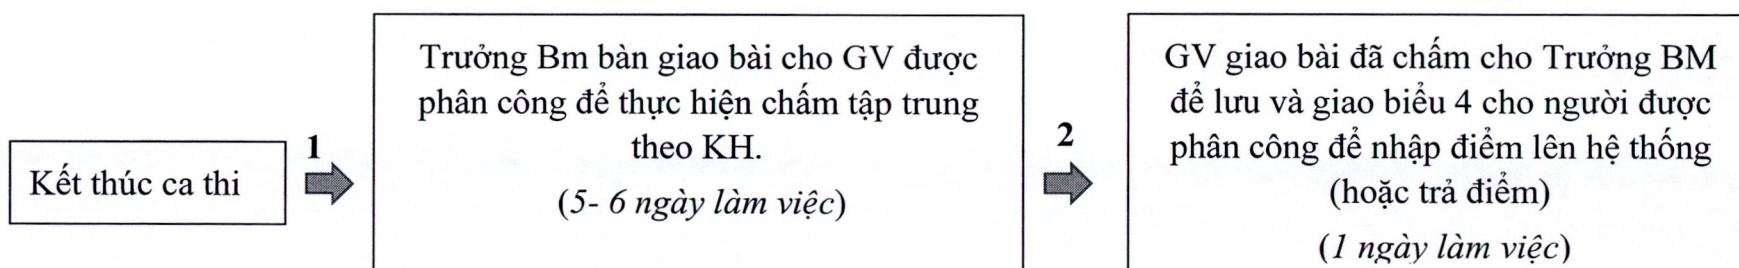 Kết thúc ca thi
1
Trưởng Bm bàn giao bài cho GV được
phân công để thực hiện chấm tập trung
theo KH.
(5- 6 ngày làm việc)
2
GV giao bài đã chấm cho Trưởng BM
để lưu và giao biểu 4 cho người được
phân công để nhập điểm lên hệ thống
(hoặc trả điểm)
(1 ngày làm việc)